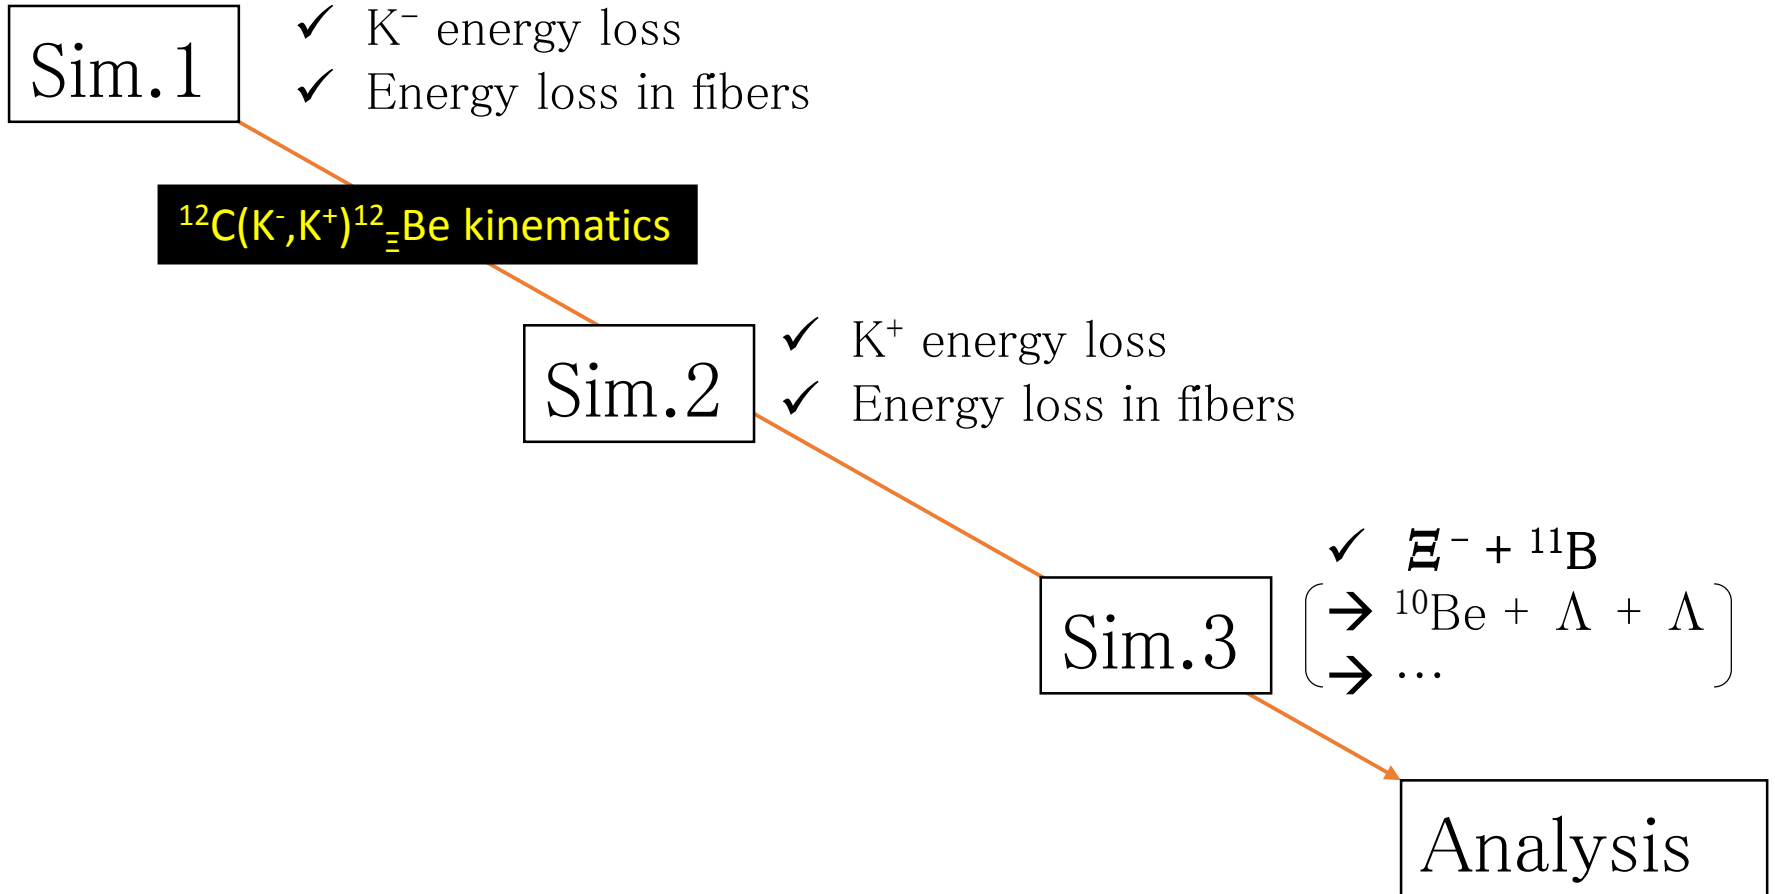 Sim.1
✓ K⁻ energy loss
✓ Energy loss in fibers
¹²C(K⁻,K⁺)¹²_ΞBe kinematics
Sim.2
✓ K⁺ energy loss
✓ Energy loss in fibers
Sim.3
✓ Ξ⁻ + ¹¹B
→ ¹⁰Be + Λ + Λ
→ …
Analysis